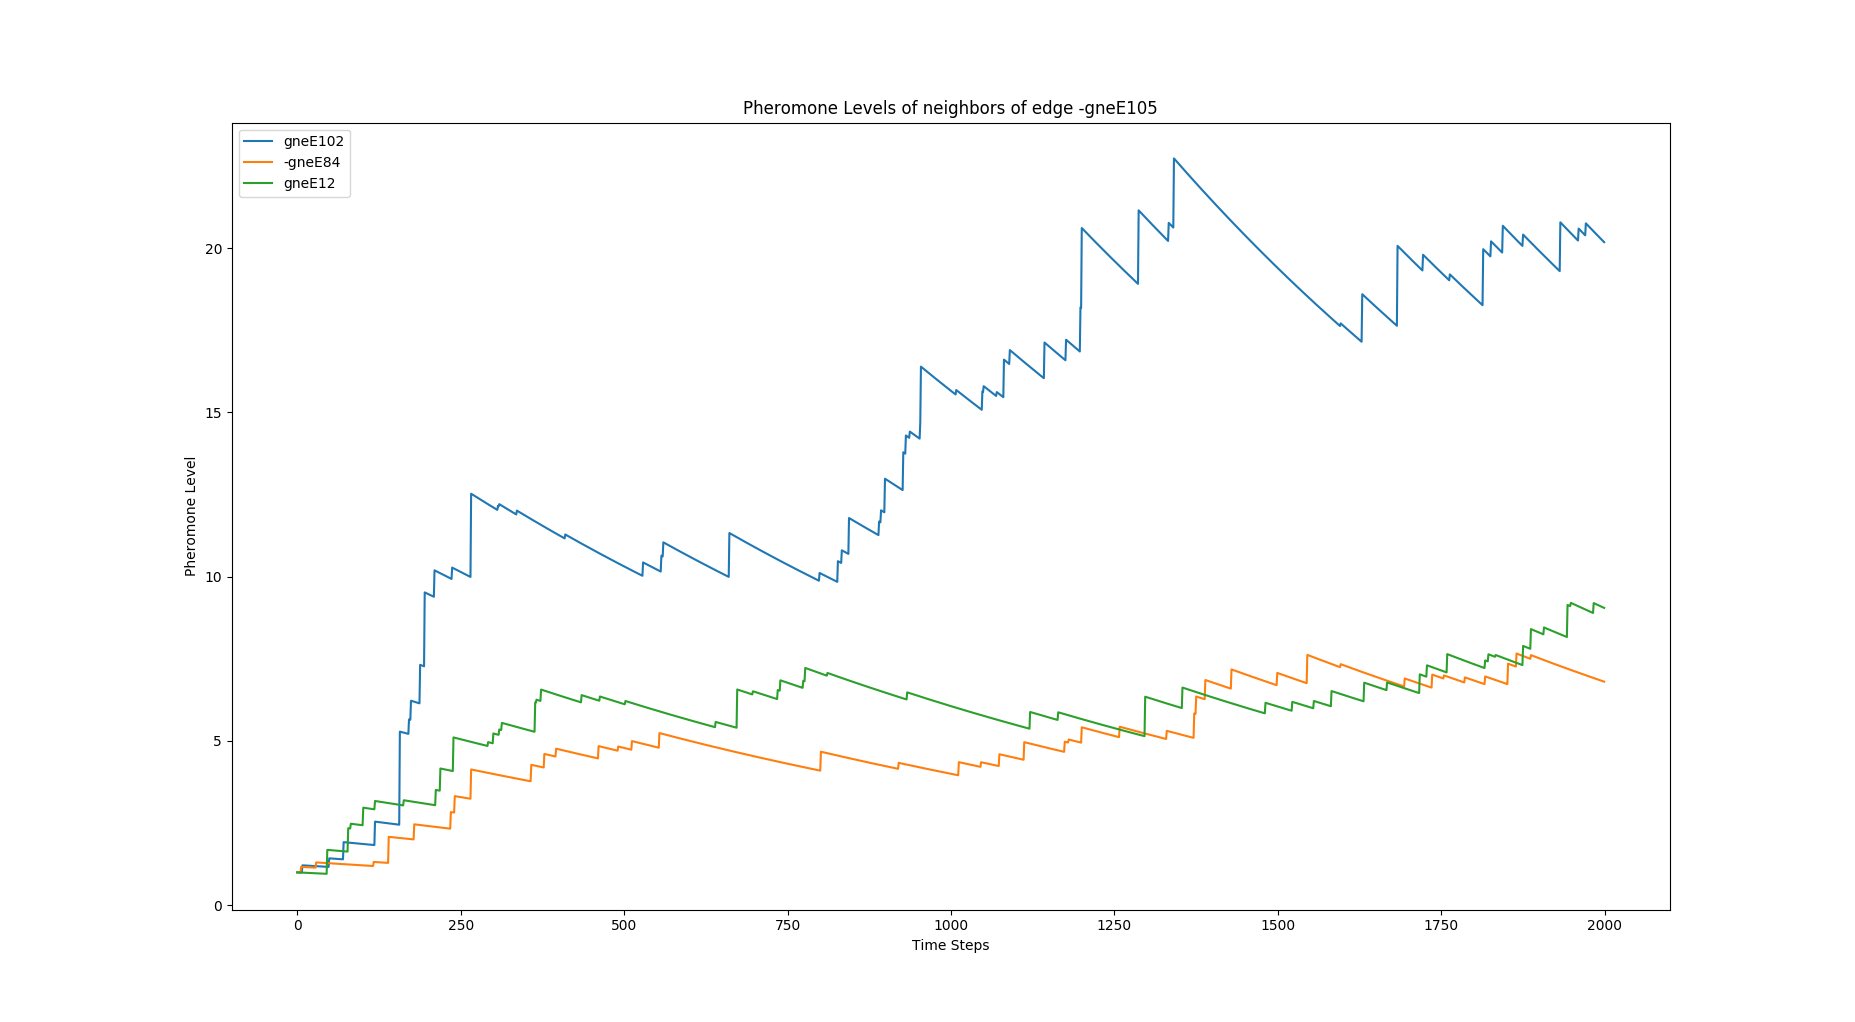 Pheromone Levels of neighbors of edge -gneE105
gneE102
-gneE84
gneE12
Pheromone Level
20
15
10
5
0
0 250 500 750 1000 1250 1500 1750 2000
Time Steps